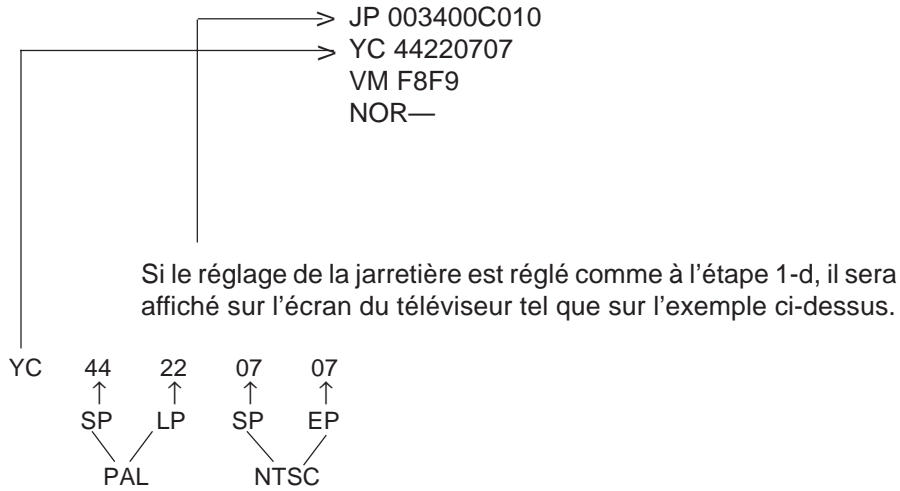 JP 003400C010
YC 44220707
VM F8F9
NOR—
Si le réglage de la jarretière est réglé comme à l'étape 1-d, il sera
affiché sur l'écran du téléviseur tel que sur l'exemple ci-dessus.
YC 44 22 07 07
SP LP SP EP
PAL NTSC